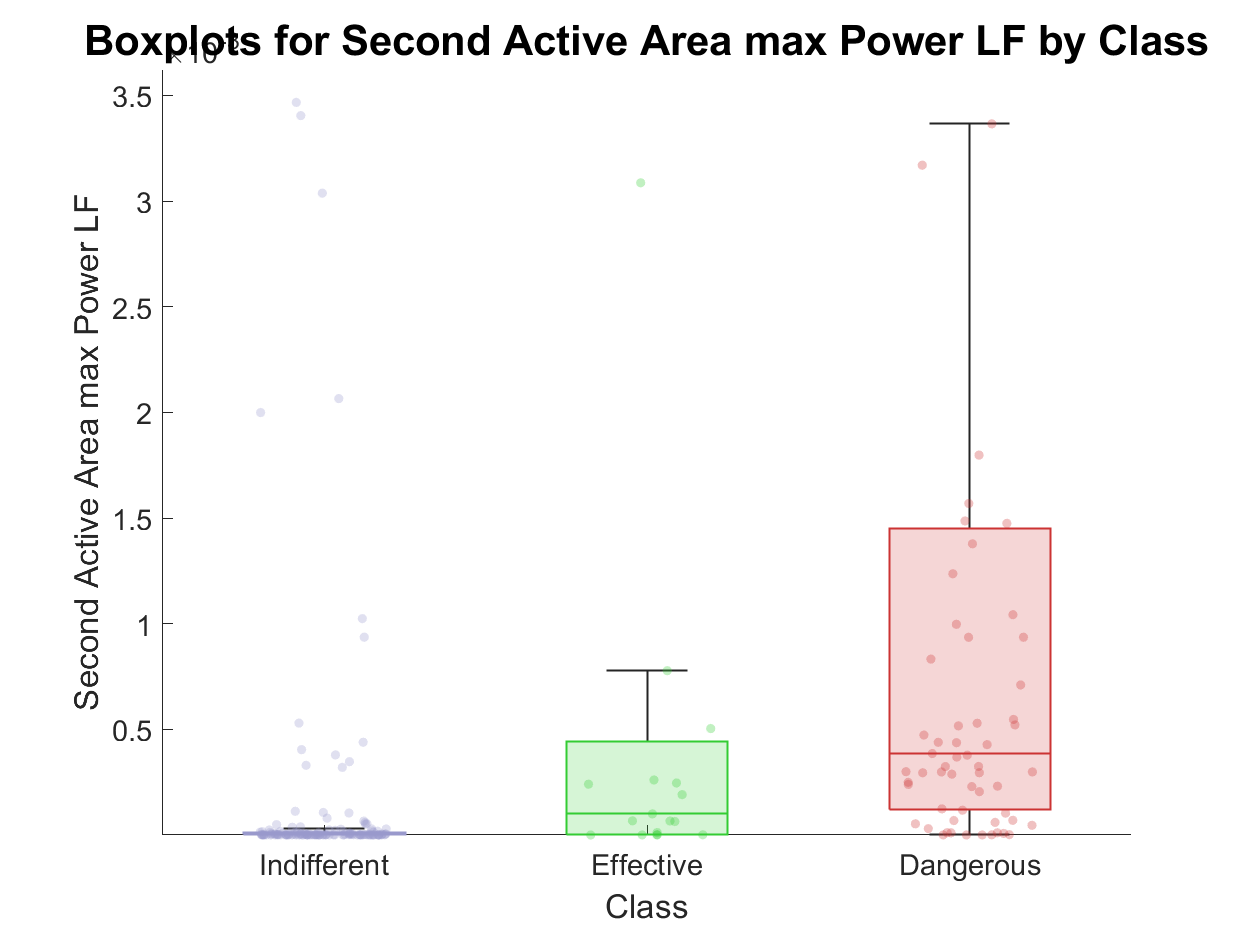 Boxplots for Second Active Area max Power LF by Class
3.5
3
2.5
2
1.5
1
0.5
Second Active Area max Power LF
Indifferent
Effective
Dangerous
Class